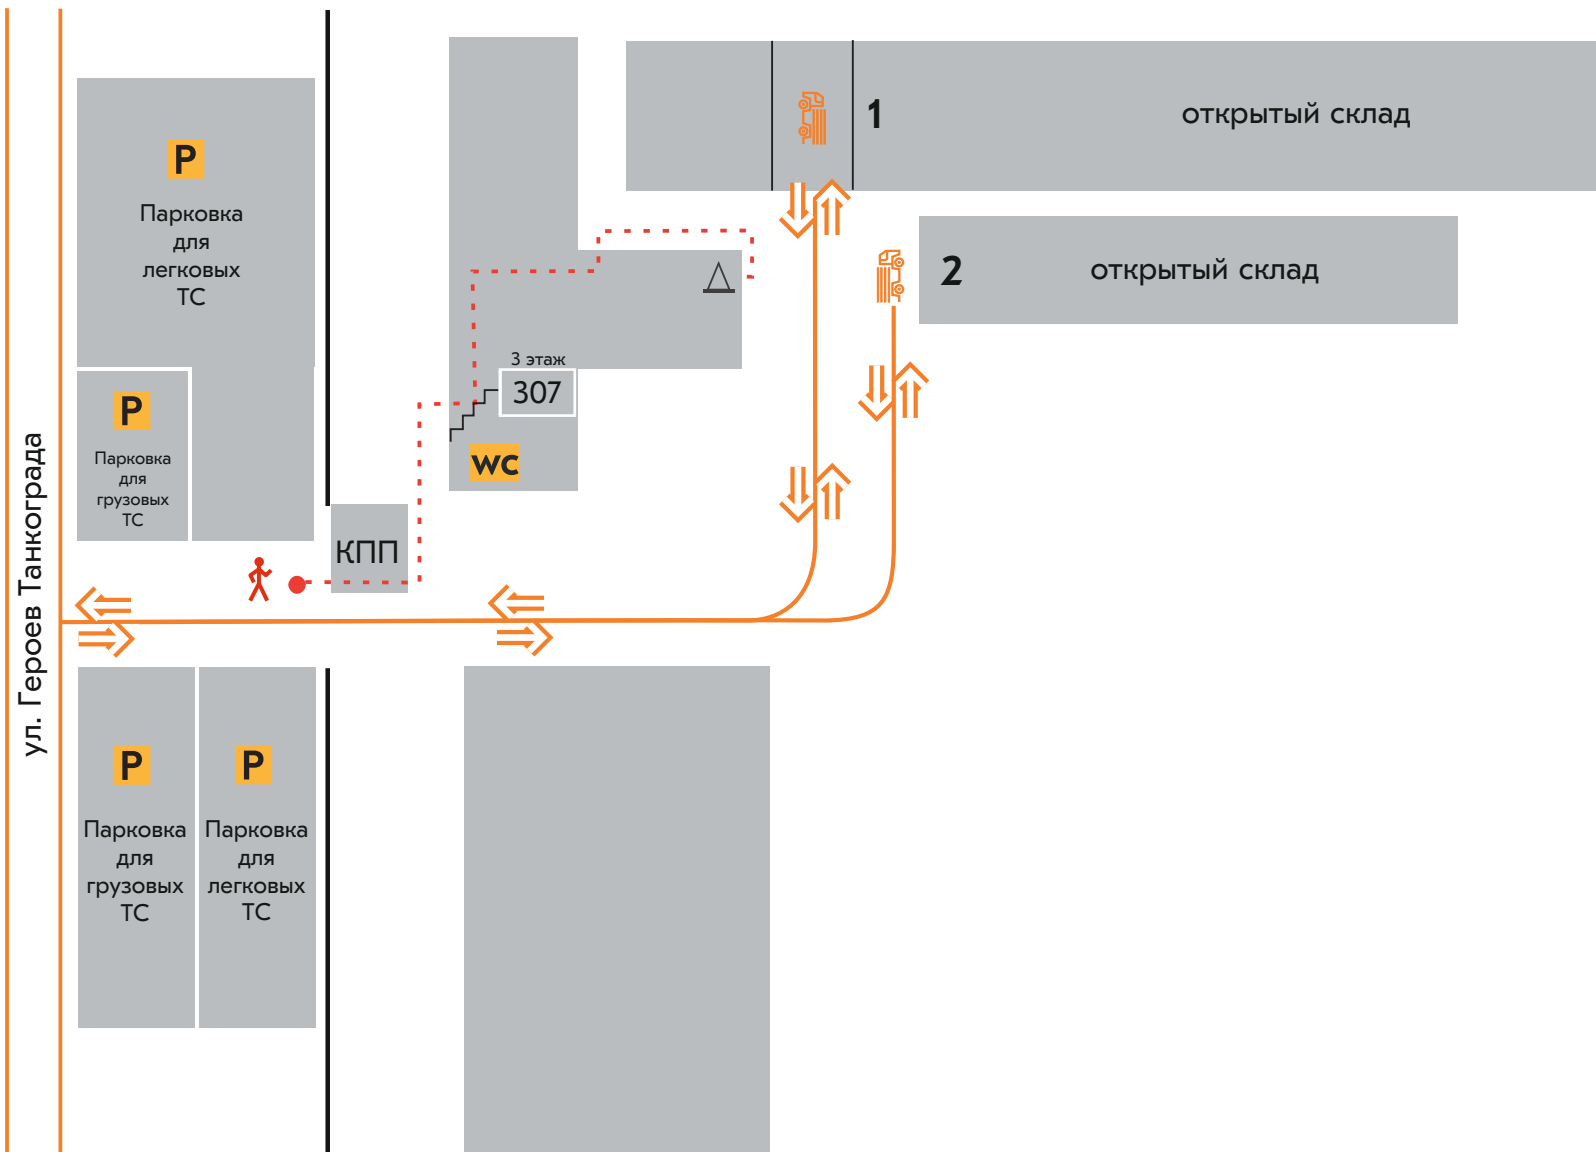 ул. Героев Танкограда
P
Парковка
для
легковых
ТС
P
Парковка
для
грузовых
ТС
КПП
3 этаж
307
wc
1
открытый склад
2
открытый склад
P
Парковка
для
грузовых
ТС
P
Парковка
для
легковых
ТС